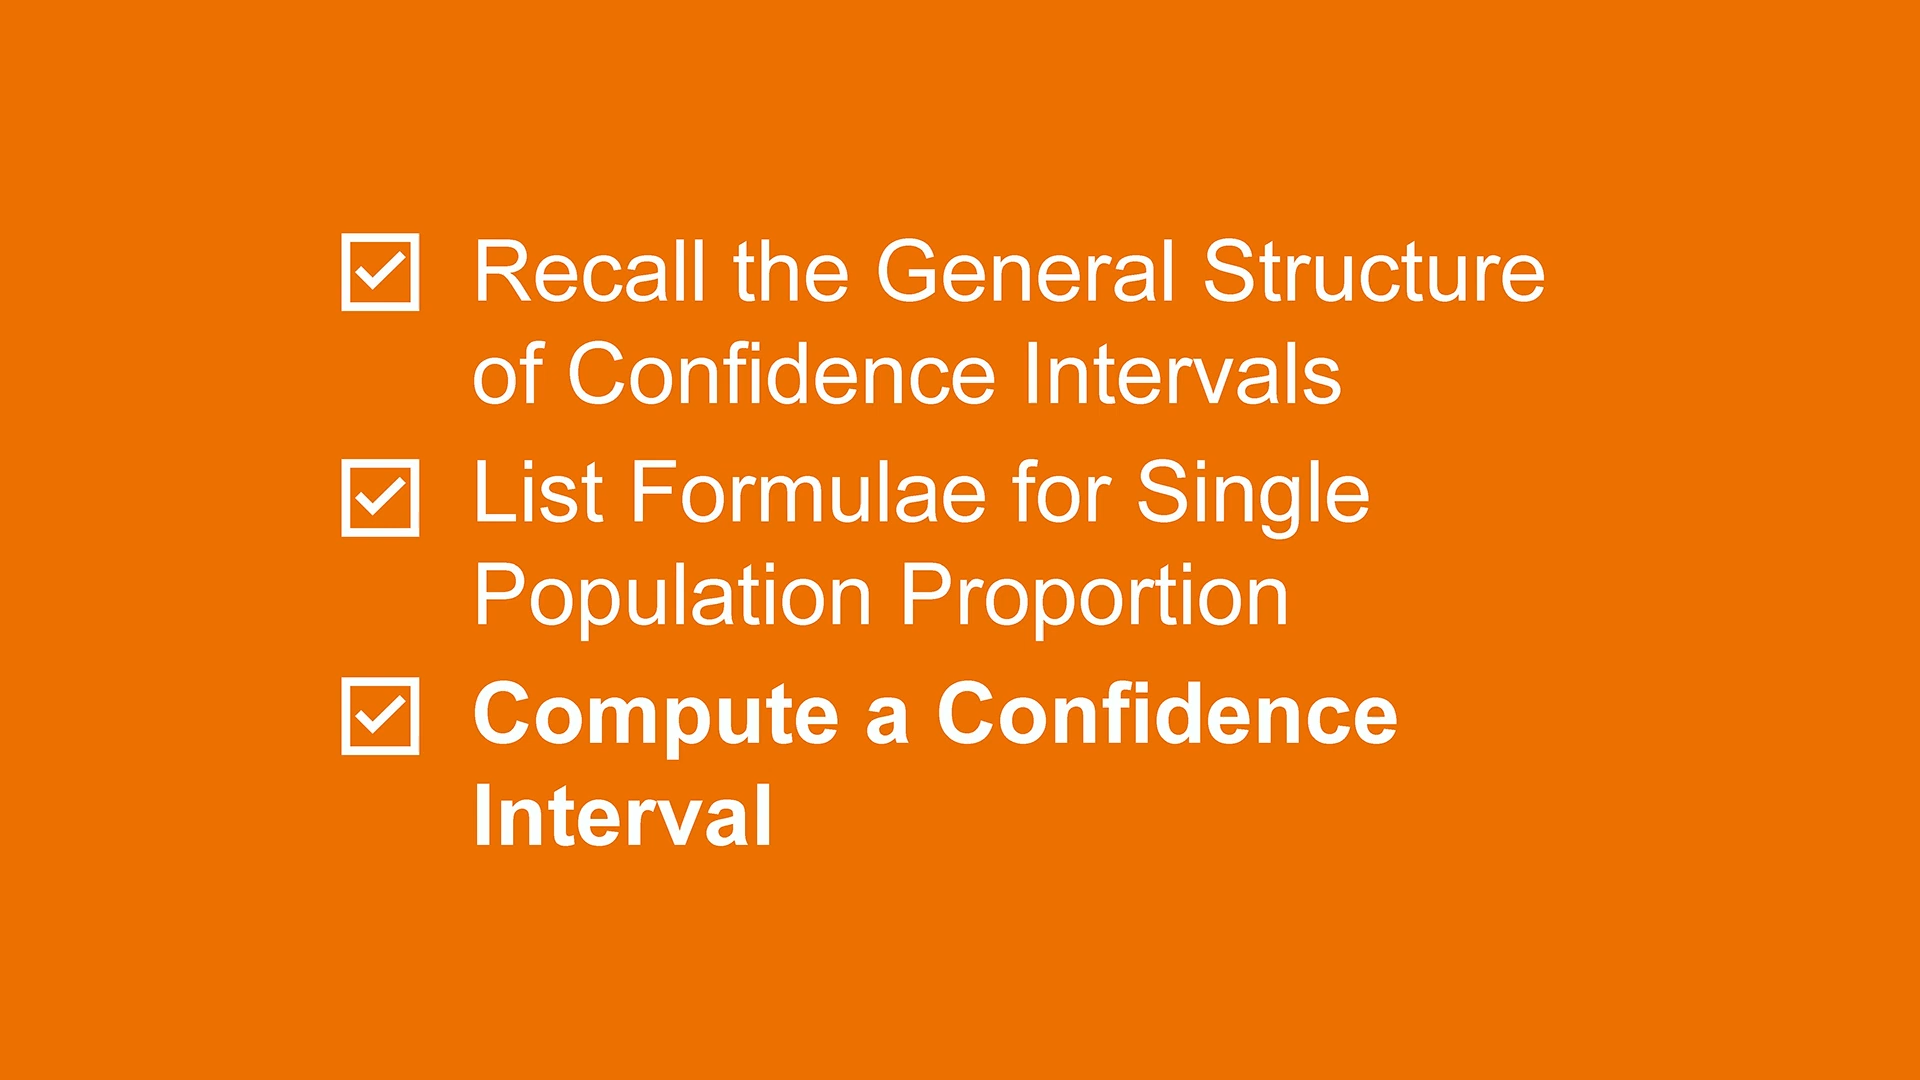 Recall the General Structure
of Confidence Intervals
List Formulae for Single
Population Proportion
Compute a Confidence
Interval